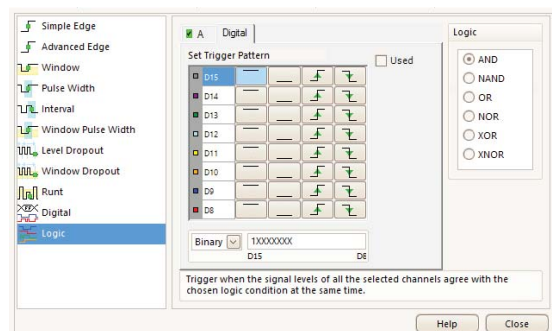 Simple Edge
Advanced Edge
Window
Pulse Width
Interval
Window Pulse Width
Level Dropout
Window Dropout
Runt
Digital
Logic
A Digital
Set Trigger Pattern
Used
D15
D14
D13
D12
D11
D10
D9
D8
Binary 1XXXXXXX
D15 D8
Logic
AND
NAND
OR
NOR
XOR
XNOR
Trigger when the signal levels of all the selected channels agree with the
chosen logic condition at the same time.
Help Close